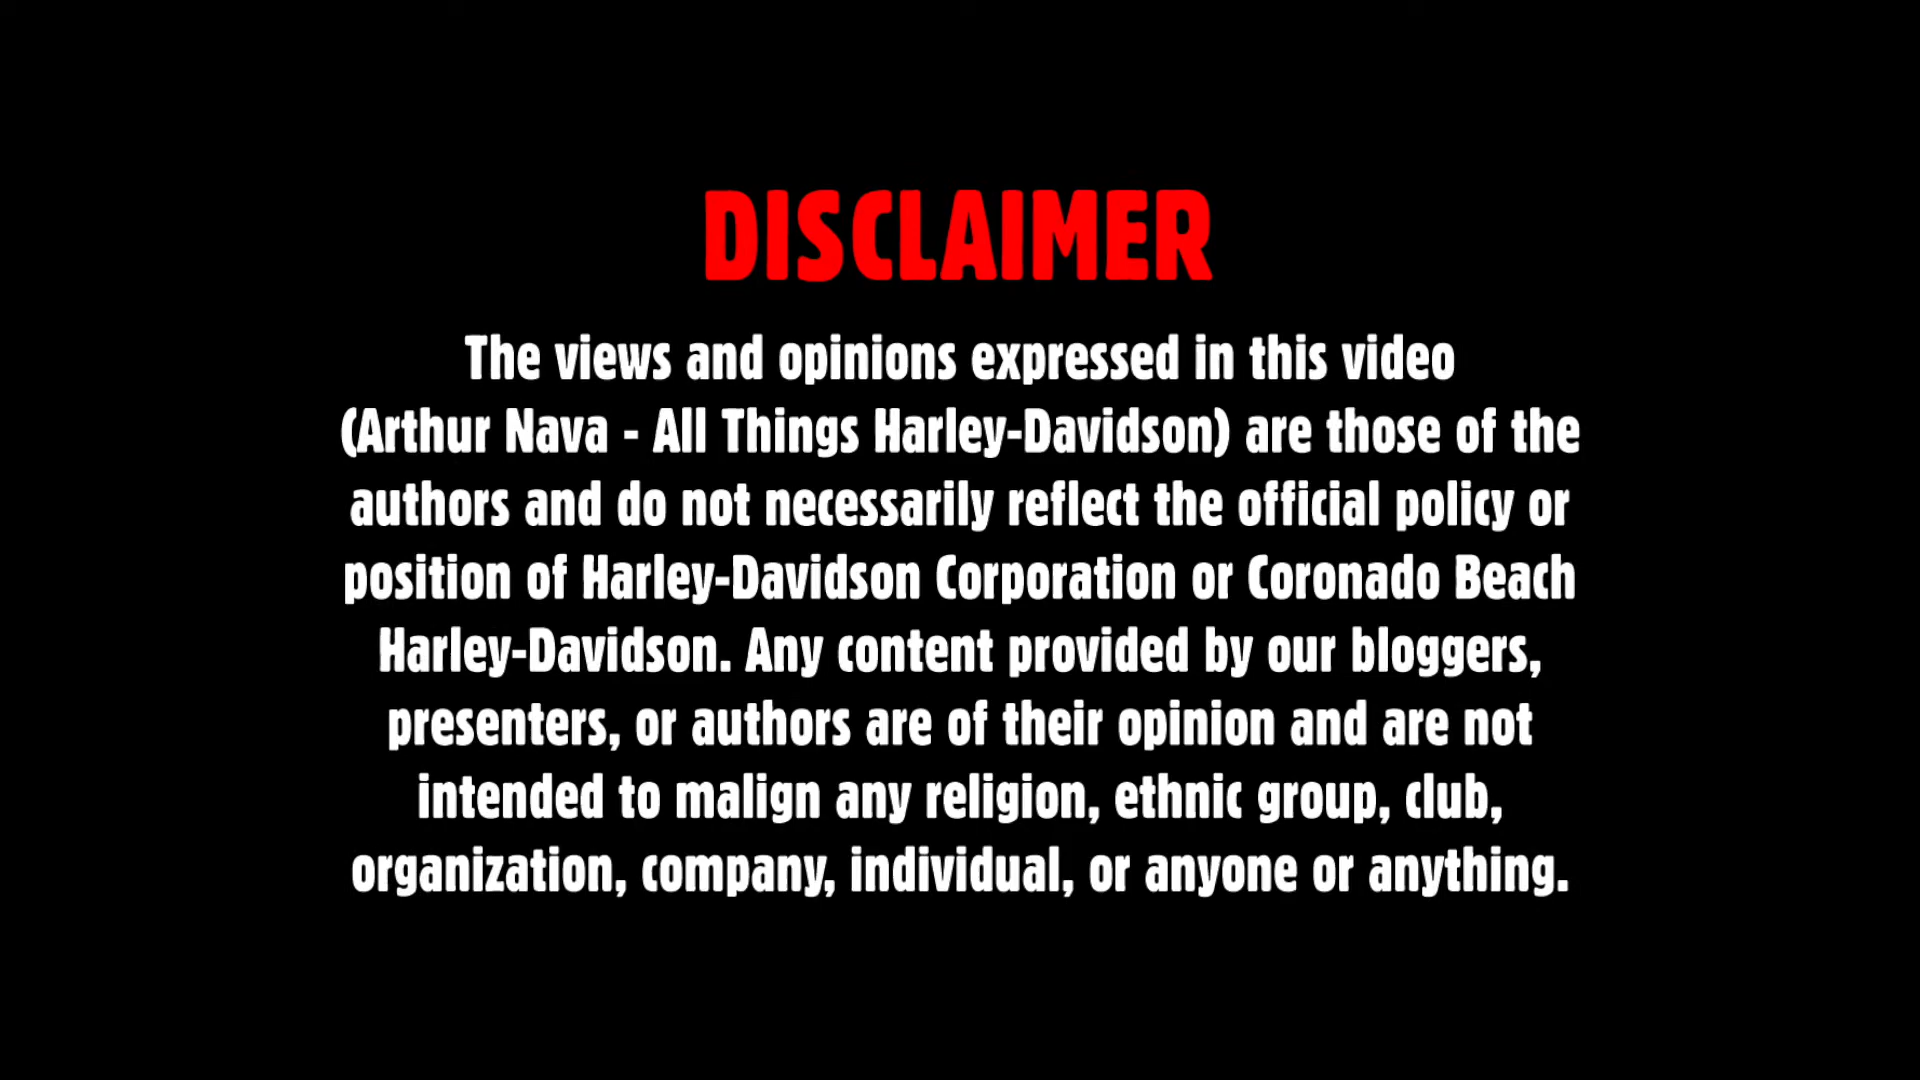 DISCLAIMER
The views and opinions expressed in this video
(Arthur Nava - All Things Harley-Davidson) are those of the
authors and do not necessarily reflect the official policy or
position of Harley-Davidson Corporation or Coronado Beach
Harley-Davidson. Any content provided by our bloggers,
presenters, or authors are of their opinion and are not
intended to malign any religion, ethnic group, club,
organization, company, individual, or anyone or anything.